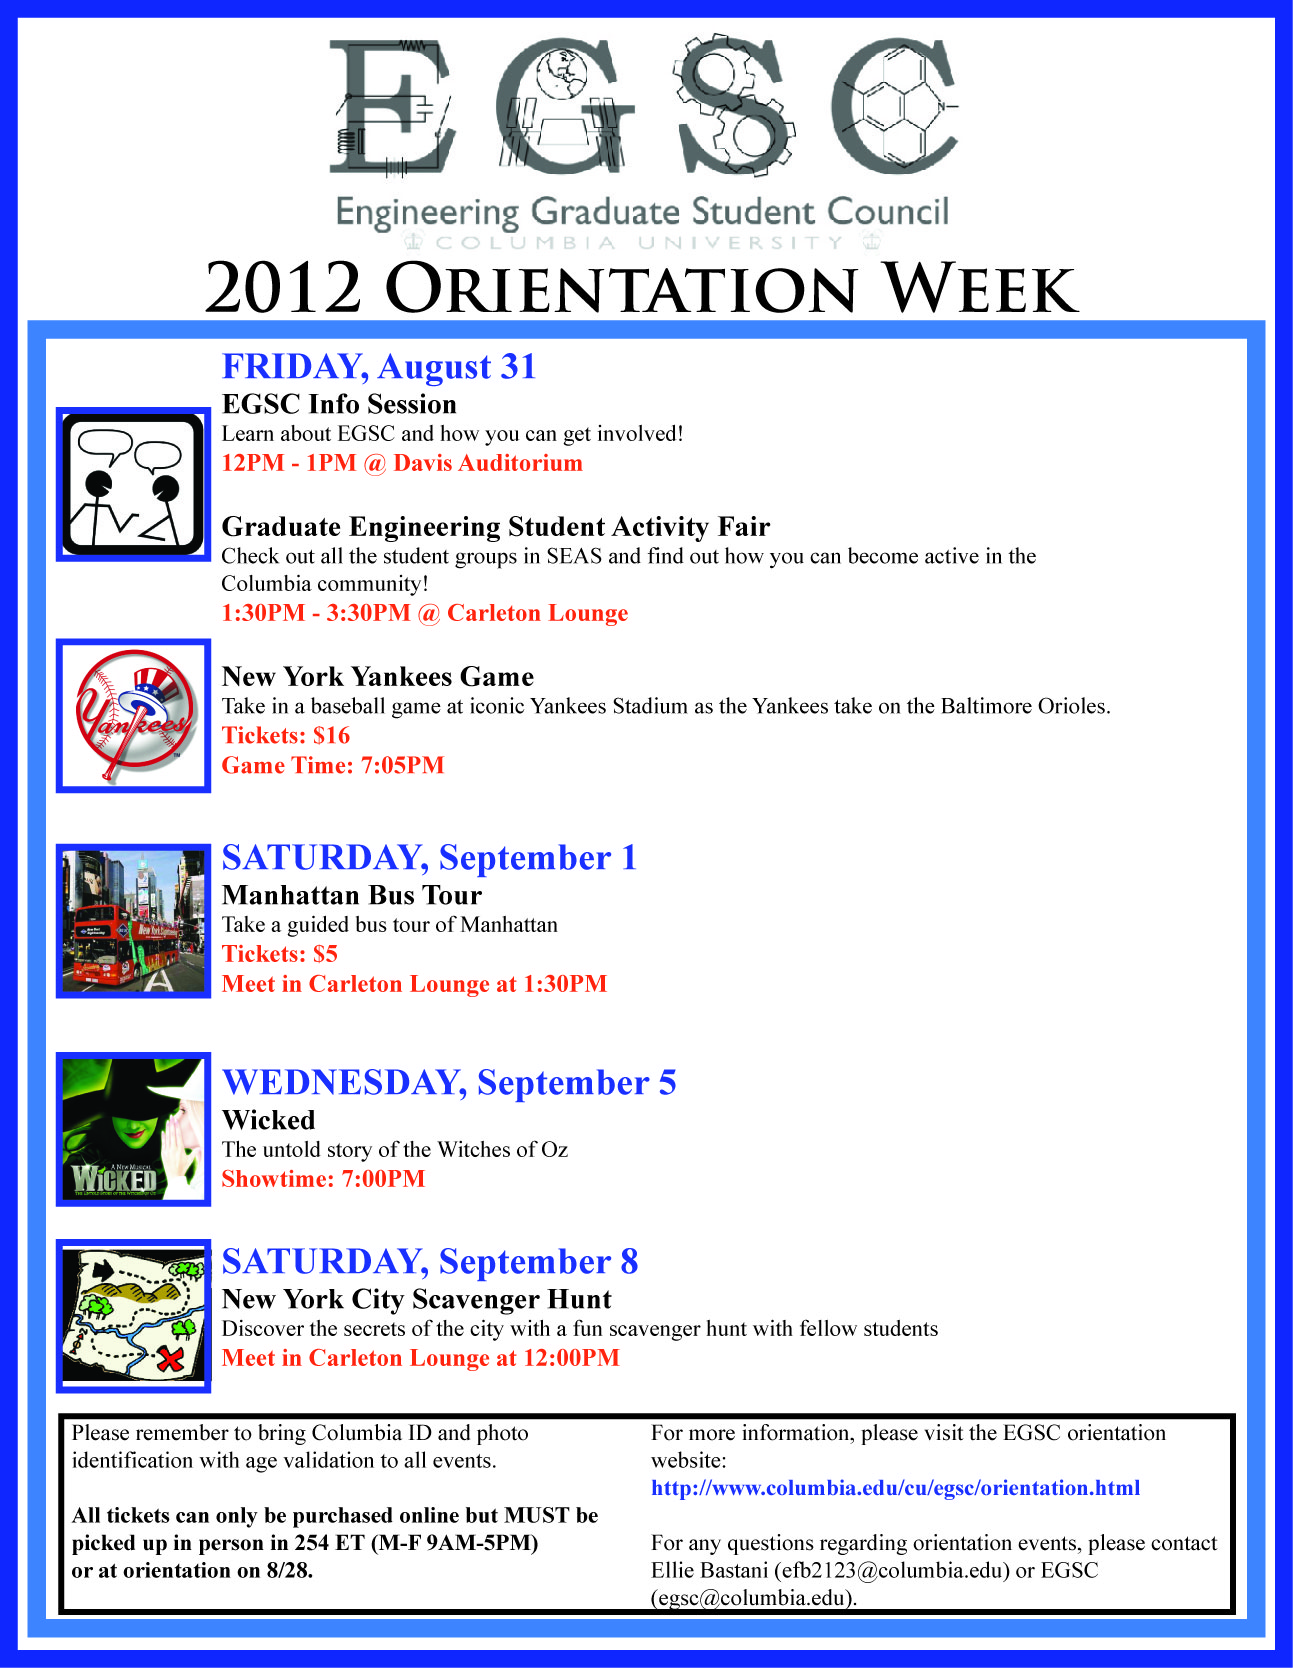 EGSC
N
Engineering Graduate Student Council
COLUMBIA UNIVERSITY
2012 Orientation Week
FRIDAY, August 31
EGSC Info Session
Learn about EGSC and how you can get involved!
12PM - 1PM @ Davis Auditorium
Graduate Engineering Student Activity Fair
Check out all the student groups in SEAS and find out how you can become active in the
Columbia community!
1:30PM - 3:30PM @ Carleton Lounge
Yankees
TM
New York Yankees Game
Take in a baseball game at iconic Yankees Stadium as the Yankees take on the Baltimore Orioles.
Tickets: $16
Game Time: 7:05PM
New York Sightseeing
SATURDAY, September 1
Manhattan Bus Tour
Take a guided bus tour of Manhattan
Tickets: $5
Meet in Carleton Lounge at 1:30PM
A NEW MUSICAL
WICKED
THE UNTOLD STORY OF THE WITCHES OF OZ
WEDNESDAY, September 5
Wicked
The untold story of the Witches of Oz
Showtime: 7:00PM
SATURDAY, September 8
New York City Scavenger Hunt
Discover the secrets of the city with a fun scavenger hunt with fellow students
Meet in Carleton Lounge at 12:00PM
Please remember to bring Columbia ID and photo
identification with age validation to all events.
All tickets can only be purchased online but MUST be
picked up in person in 254 ET (M-F 9AM-5PM)
or at orientation on 8/28.
For more information, please visit the EGSC orientation
website:
http://www.columbia.edu/cu/egsc/orientation.html
For any questions regarding orientation events, please contact
Ellie Bastani (efb2123@columbia.edu) or EGSC
(egsc@columbia.edu).